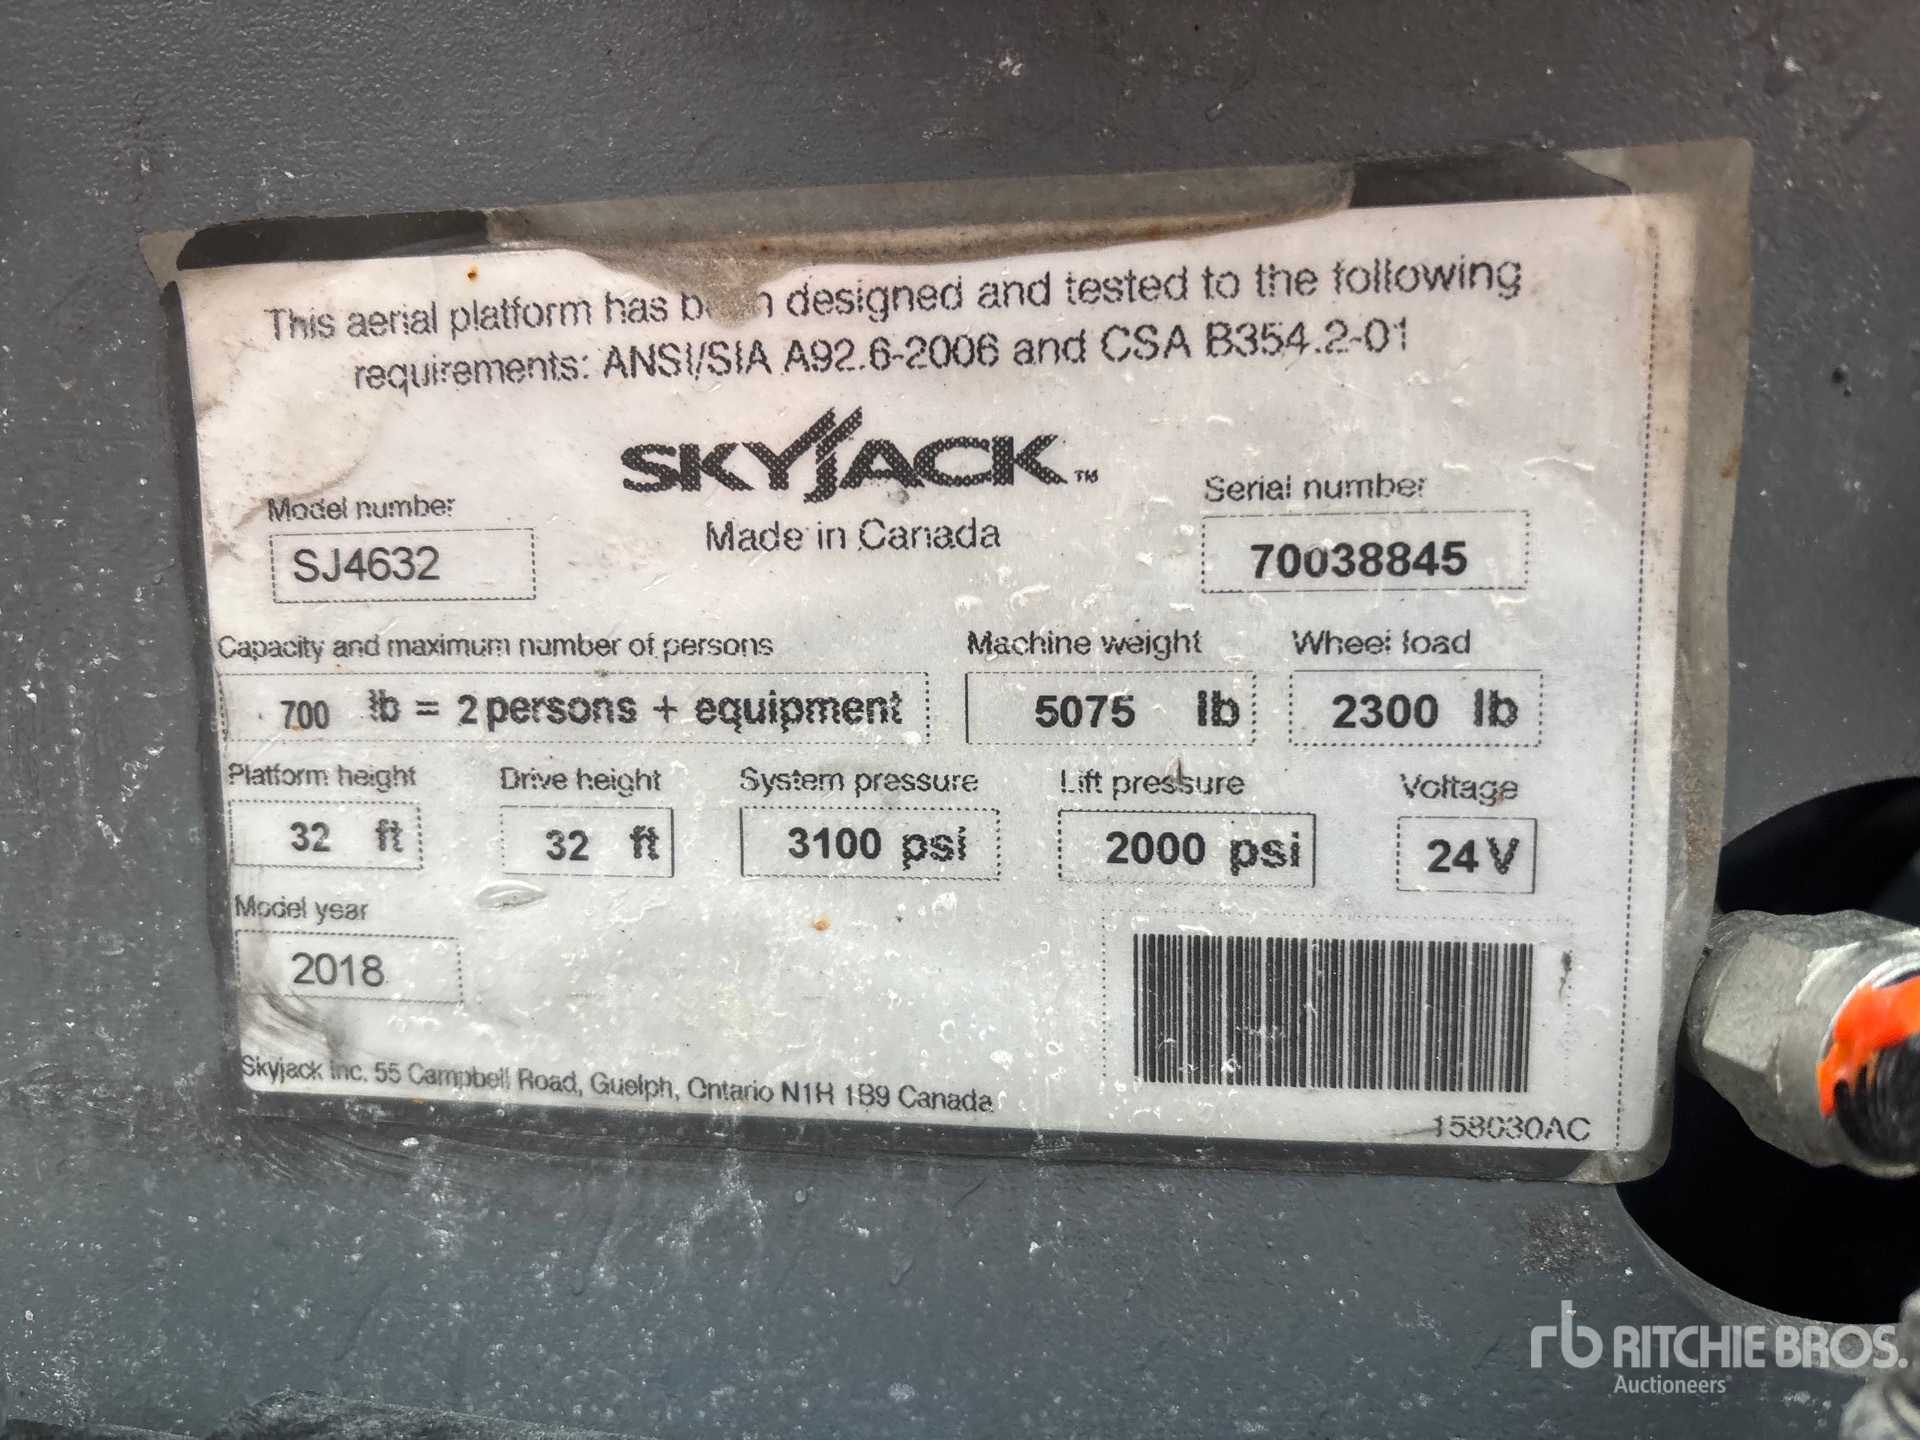 This aerial platform has been designed and tested to the following
requirements: ANSI/SIA A92.6-2006 and CSA B354.2-01
SKYJACK™
Made in Canada
Model number
SJ4632
Serial number
70038845
Capacity and maximum number of persons
700 lb = 2 persons + equipment
Machine weight
5075 lb
Wheel load
2300 lb
Platform height
32 ft
Drive height
32 ft
System pressure
3100 psi
Lift pressure
2000 psi
Voltage
24 V
Model year
2018
Skyjack Inc. 55 Campbell Road, Guelph, Ontario N1H 1B9 Canada
158030AC
rb RITCHIE BROS.
Auctioneers